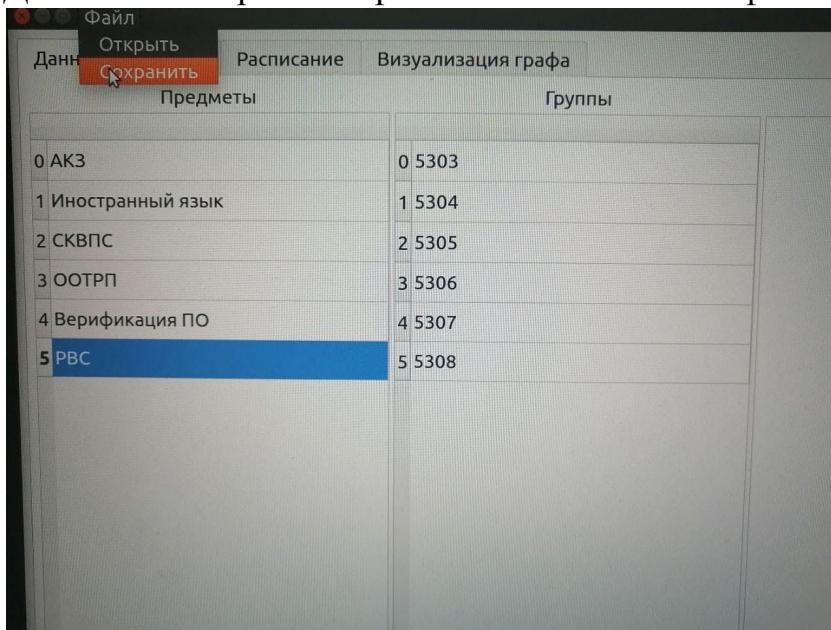 Файл
Открыть
Сохранить
Расписание
Визуализация графа
Предметы
Группы
0 АКЗ
1 Иностранный язык
2 СКВПС
3 ООТРП
4 Верификация ПО
5 РВС
0 5303
1 5304
2 5305
3 5306
4 5307
5 5308